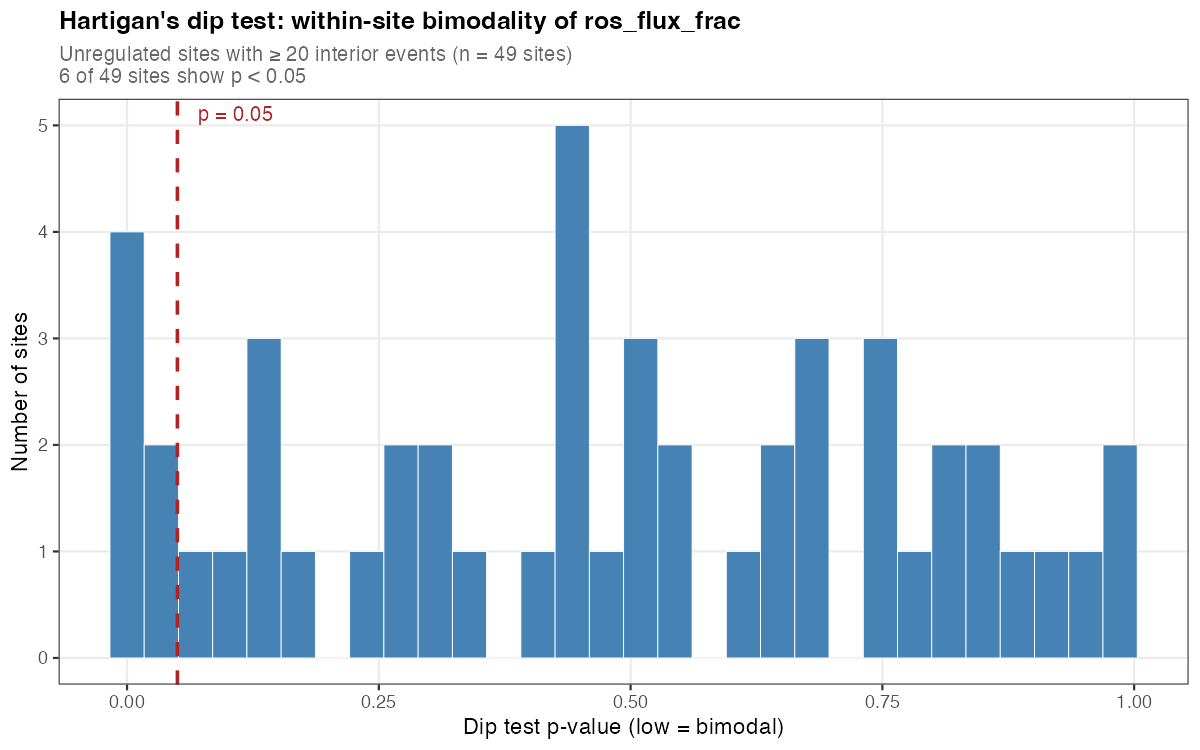 Hartigan's dip test: within-site bimodality of ros_flux_frac
Unregulated sites with ≥ 20 interior events (n = 49 sites)
6 of 49 sites show p < 0.05
p = 0.05
5
4
3
2
1
0
Number of sites
0.00
0.25
0.50
0.75
1.00
Dip test p-value (low = bimodal)